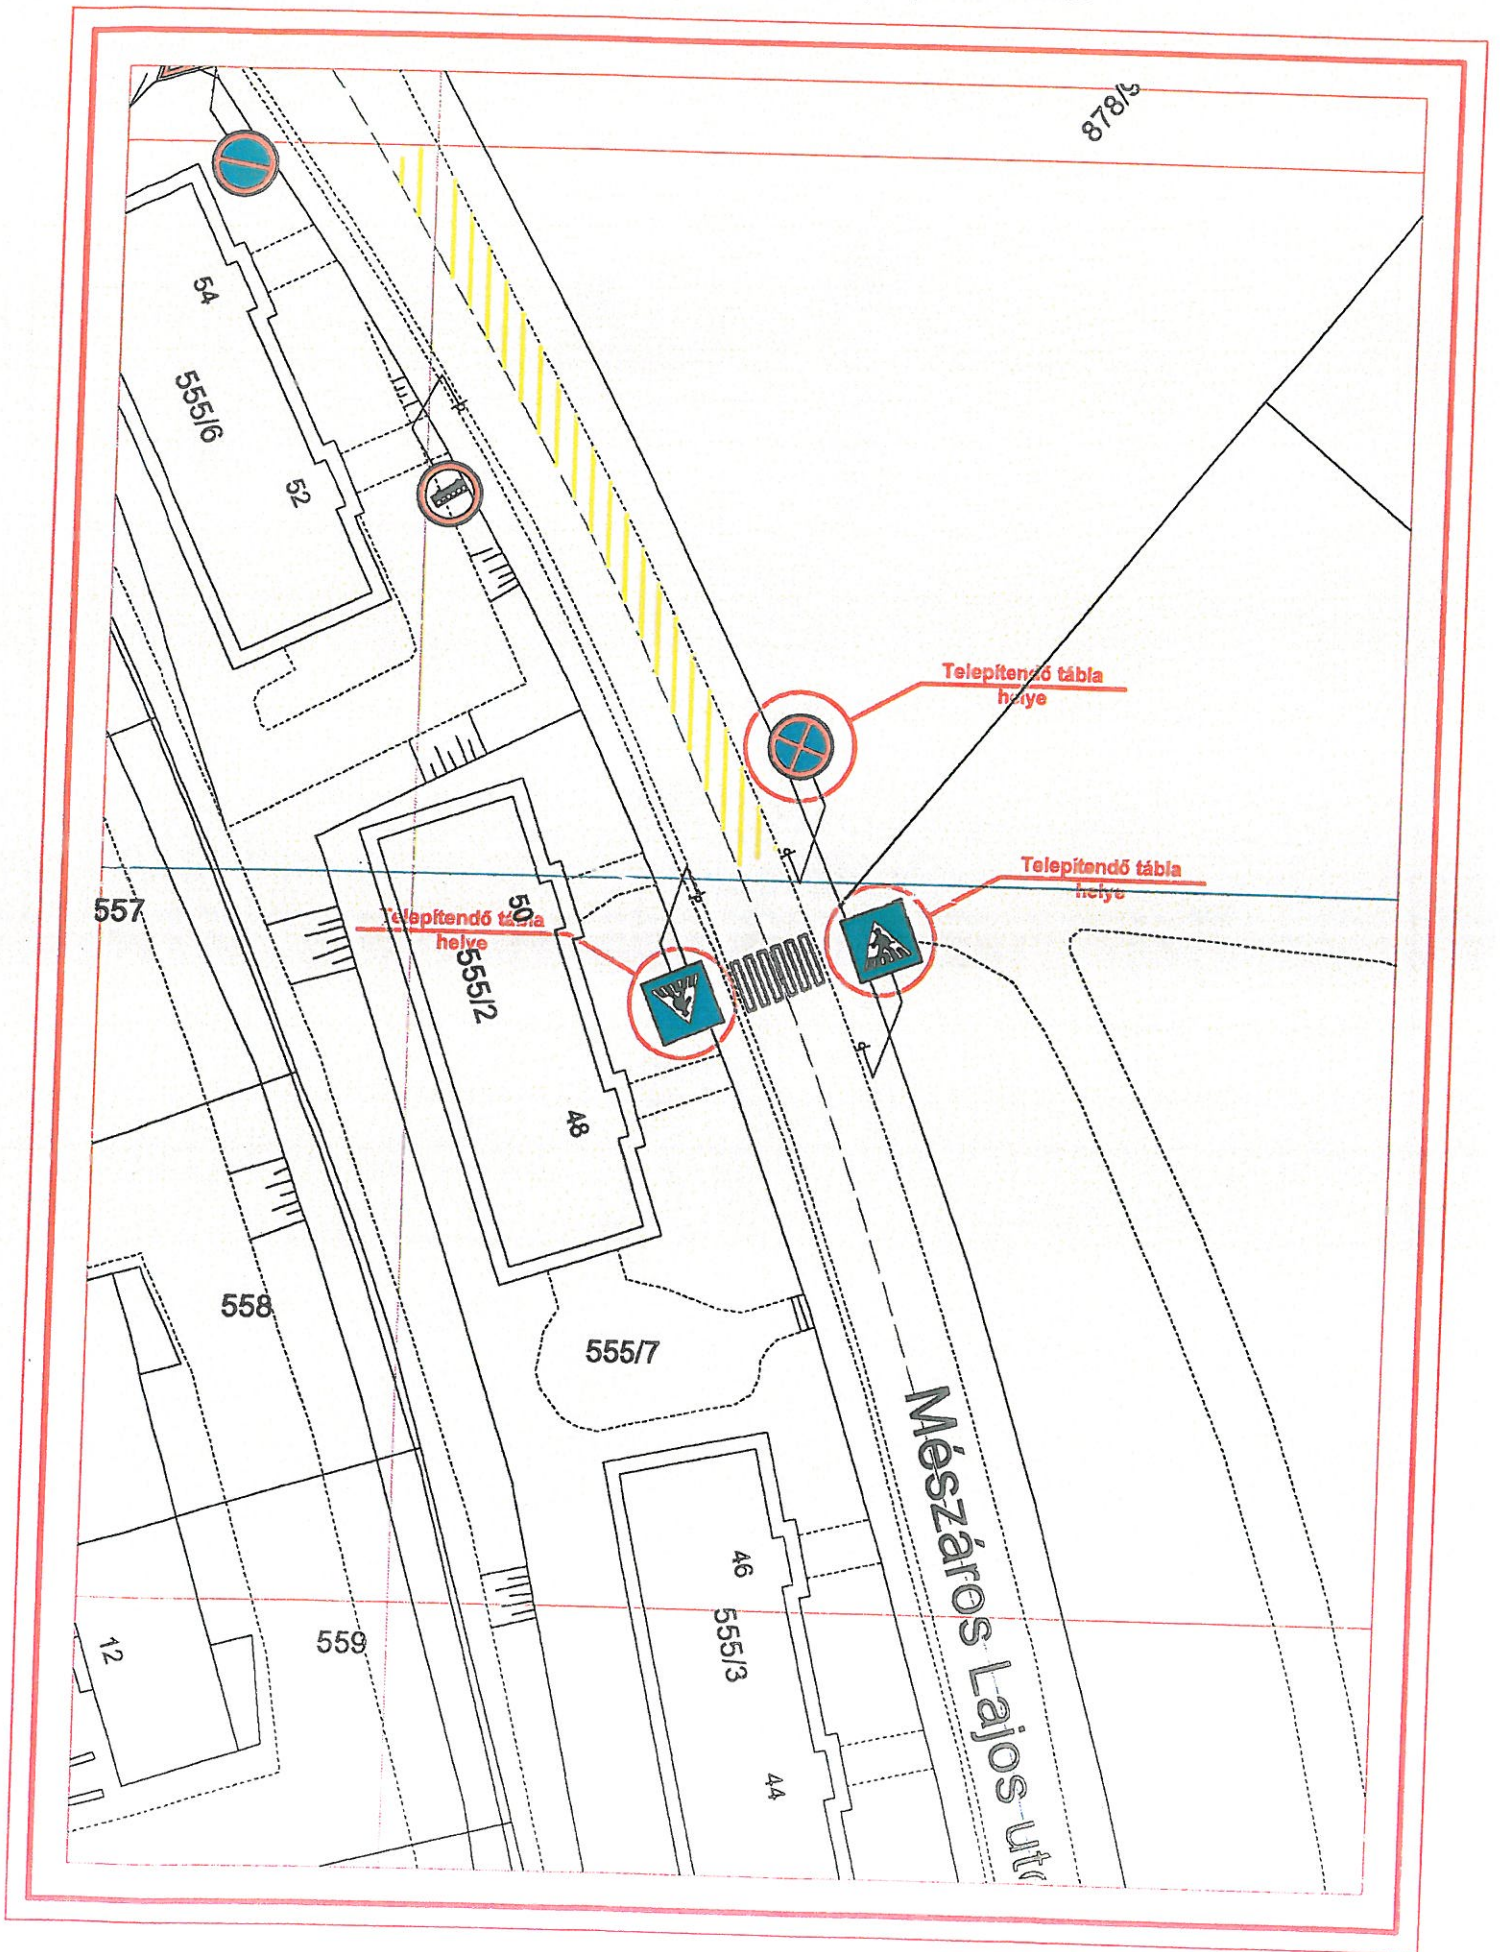 878/9
54
555/6
52
Telepítendő tábla
helye
Telepítendő tábla
helye
557
50
Telepítendő tábla
helye
555/2
48
558
555/7
Mészáros Lajos utc
46
555/3
559
12
44